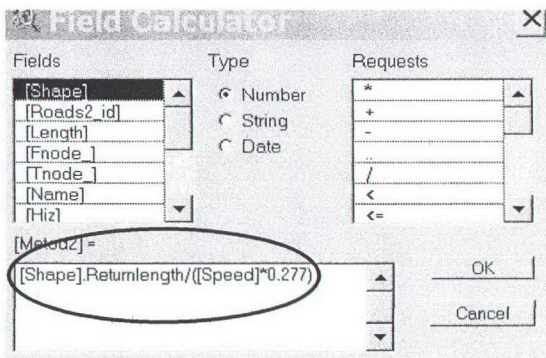 Field Calculator
Fields
Type
Requests
[Shape]
[Roads2_id]
[Length]
[Fnode_]
[Tnode_]
[Name]
[Hiz]
Number
String
Date
*
+
-
..
/
<
<=
[Metod2] =
[Shape].Returnlength/([Speed]*0.277)
OK
Cancel